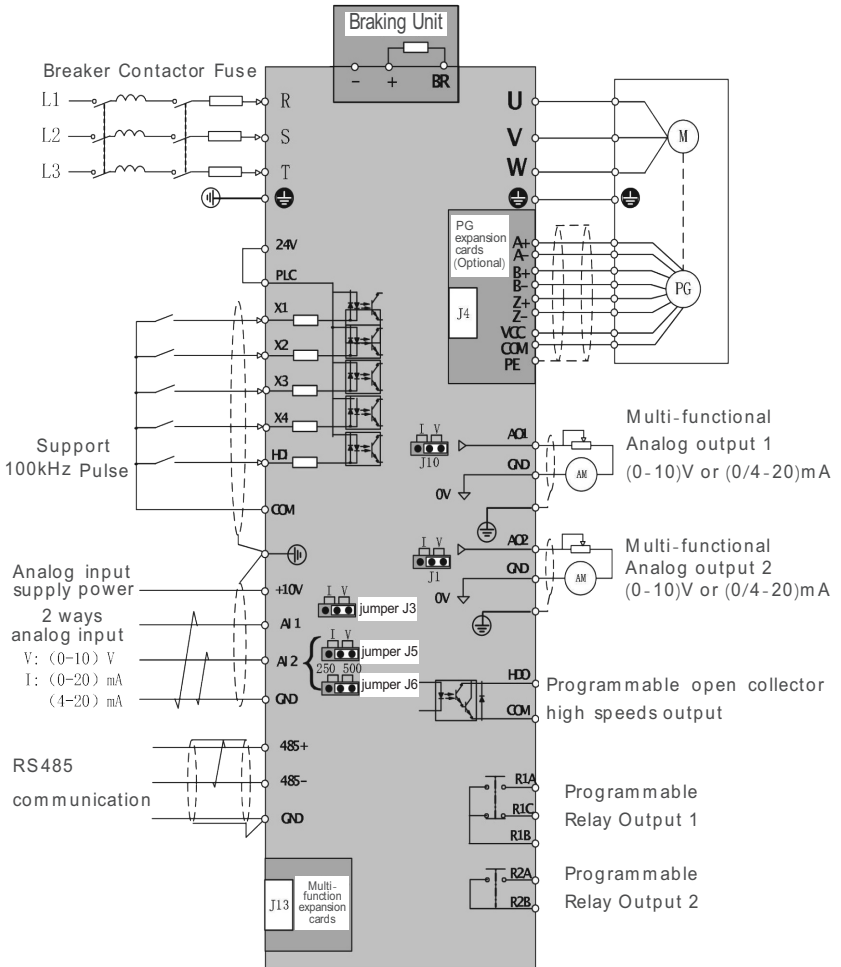 Braking Unit
-
+
BR
Breaker Contactor Fuse
L1
L2
L3
R
S
T
U
V
W
M
24V
PLC
X1
X2
X3
X4
HDI
COM
Support
100kHz Pulse
PG
expansion
cards
(Optional)
J4
A+
A-
B+
B-
Z+
Z-
VCC
COM
PE
PG
I V
J10
AO1
GND
0V
AM
Multi-functional
Analog output 1
(0-10)V or (0/4-20)mA
I V
J1
AO2
GND
0V
AM
Multi-functional
Analog output 2
(0-10)V or (0/4-20)mA
Analog input
supply power
2 ways
analog input
V: (0-10) V
I: (0-20) mA
(4-20) mA
+10V
AI1
AI2
GND
I V
jumper J3
I V
jumper J5
250 500
jumper J6
HDO
COM
Programmable open collector
high speeds output
RS485
communication
485+
485-
GND
R1A
R1C
R1B
Programmable
Relay Output 1
R2A
R2B
Programmable
Relay Output 2
J13
Multi-
function
expansion
cards